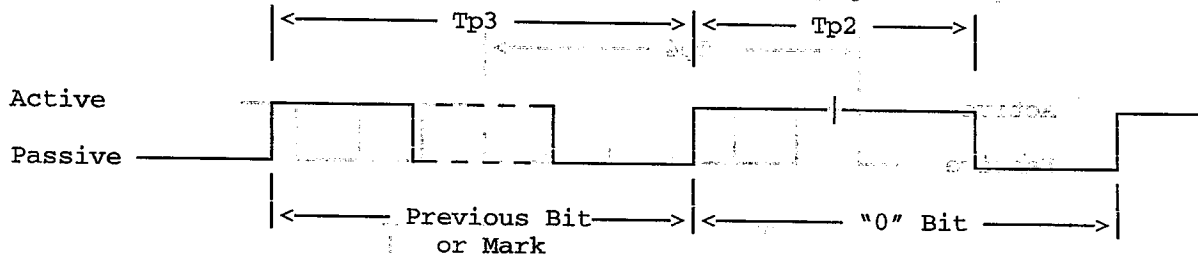 Tp3 Tp2
Active
Passive
Previous Bit "0" Bit
or Mark